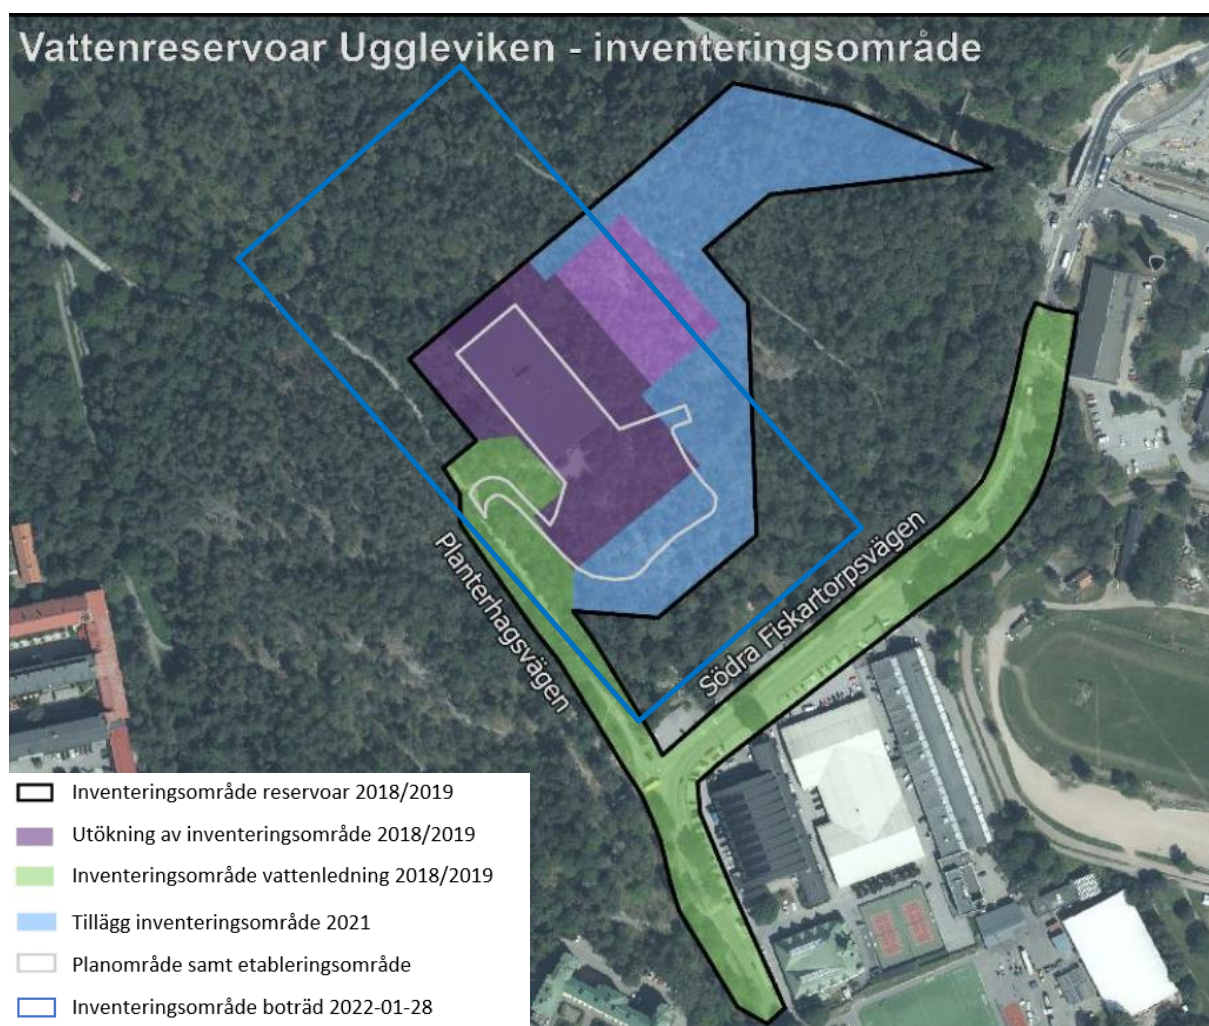 Vattenreservoar Uggleviken - inventeringsområde
Planterhagsvägen
Södra Fiskartorpsvägen
Inventeringsområde reservoar 2018/2019
Utökning av inventeringsområde 2018/2019
Inventeringsområde vattenledning 2018/2019
Tillägg inventeringsområde 2021
Planområde samt etableringsområde
Inventeringsområde boträd 2022-01-28